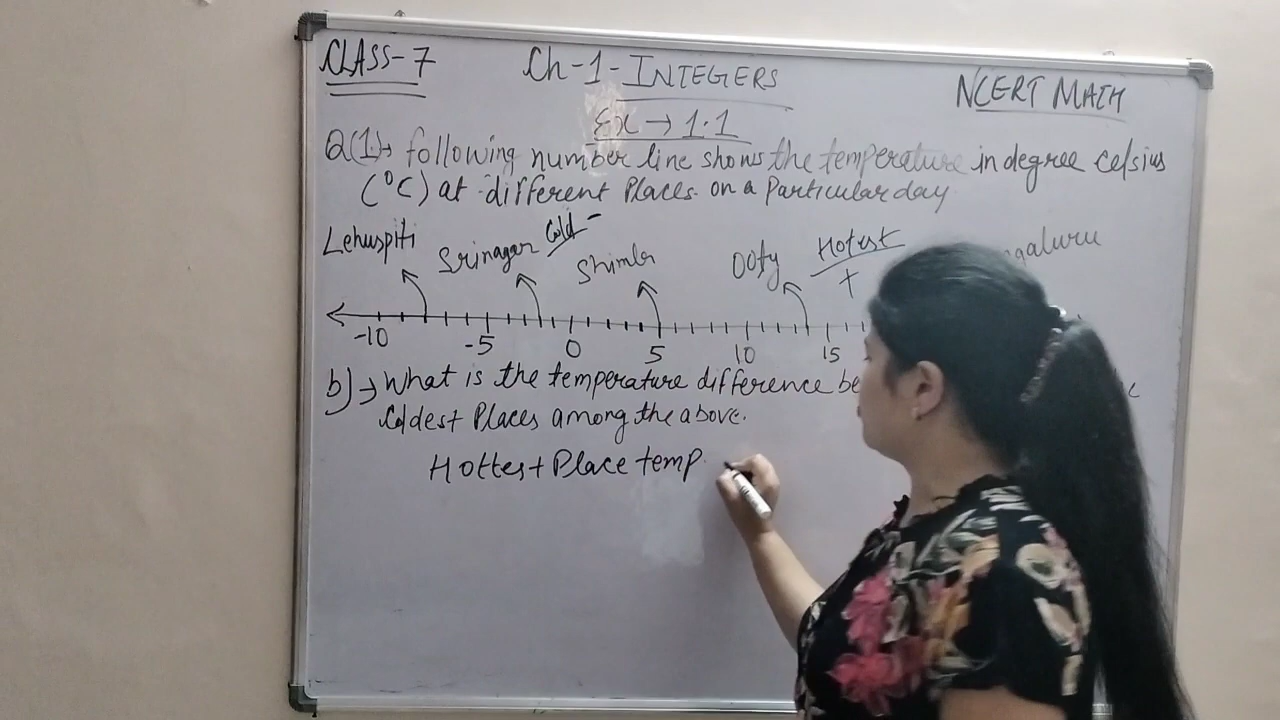 CLASS-7
Ch-1-INTEGERS
NCERT MATH
Ex → 1.1
Q(1)→ following number line shows the temperature in degree celsius
(°C) at different Places on a Particular day
Lehuspiti Srinagar Cold - Shimla Ooty Hotest + ngaluru
-10 -5 0 5 10 15
b)→ What is the temperature difference be
Coldest Places among the above.
Hottest Place temp.